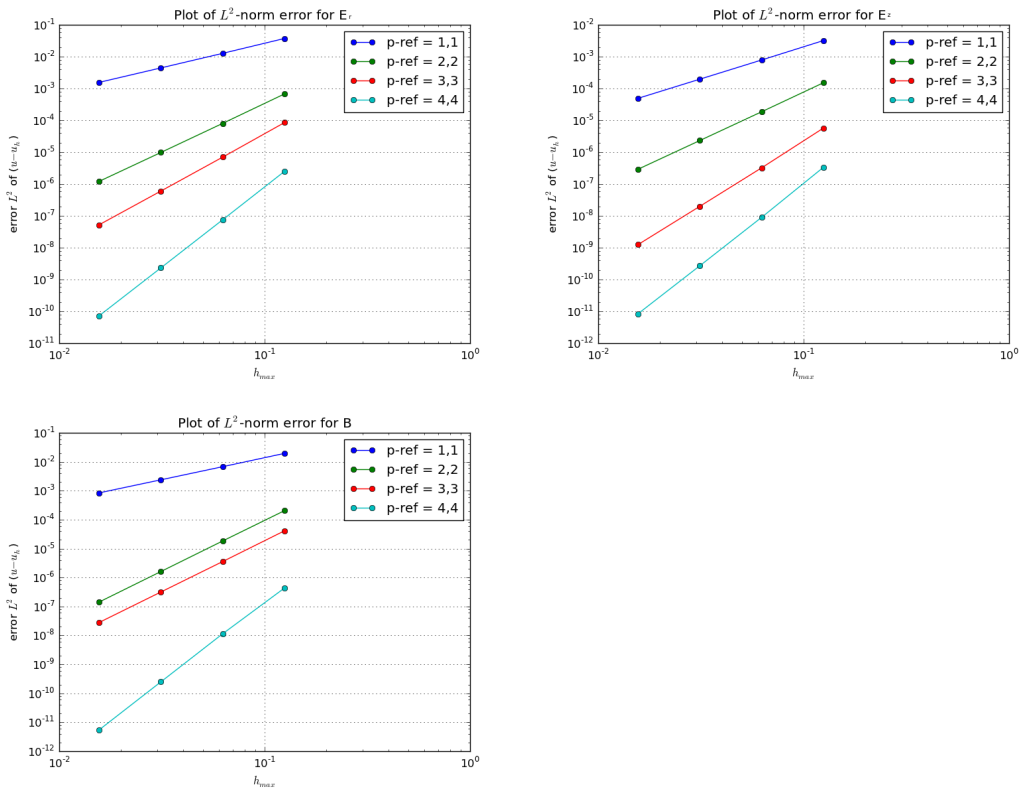 Plot of L²-norm error for Eᵣ
10⁻¹
10⁻²
10⁻³
10⁻⁴
10⁻⁵
10⁻⁶
10⁻⁷
10⁻⁸
10⁻⁹
10⁻¹⁰
10⁻¹¹
error L² of (u−uₕ)
p-ref = 1,1
p-ref = 2,2
p-ref = 3,3
p-ref = 4,4
10⁻² 10⁻¹ 10⁰
hₘₐₓ
Plot of L²-norm error for E𝓏
10⁻²
10⁻³
10⁻⁴
10⁻⁵
10⁻⁶
10⁻⁷
10⁻⁸
10⁻⁹
10⁻¹⁰
10⁻¹¹
10⁻¹²
error L² of (u−uₕ)
p-ref = 1,1
p-ref = 2,2
p-ref = 3,3
p-ref = 4,4
10⁻² 10⁻¹ 10⁰
hₘₐₓ
Plot of L²-norm error for B
10⁻¹
10⁻²
10⁻³
10⁻⁴
10⁻⁵
10⁻⁶
10⁻⁷
10⁻⁸
10⁻⁹
10⁻¹⁰
10⁻¹¹
10⁻¹²
error L² of (u−uₕ)
p-ref = 1,1
p-ref = 2,2
p-ref = 3,3
p-ref = 4,4
10⁻² 10⁻¹ 10⁰
hₘₐₓ